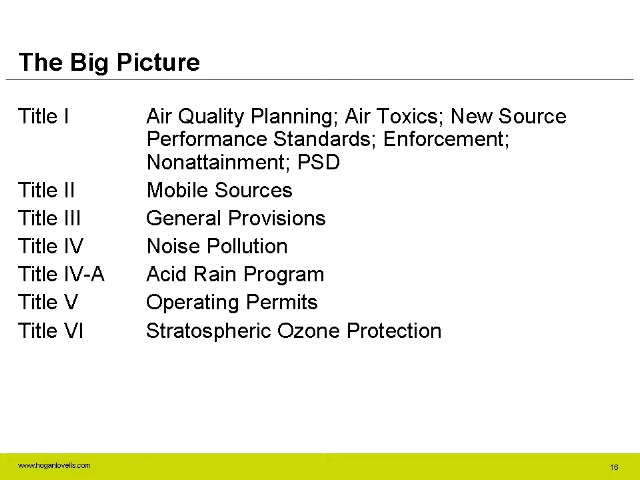 The Big Picture
Title I Air Quality Planning; Air Toxics; New Source
Performance Standards; Enforcement;
Nonattainment; PSD
Title II Mobile Sources
Title III General Provisions
Title IV Noise Pollution
Title IV-A Acid Rain Program
Title V Operating Permits
Title VI Stratospheric Ozone Protection
www.hoganlovells.com 16